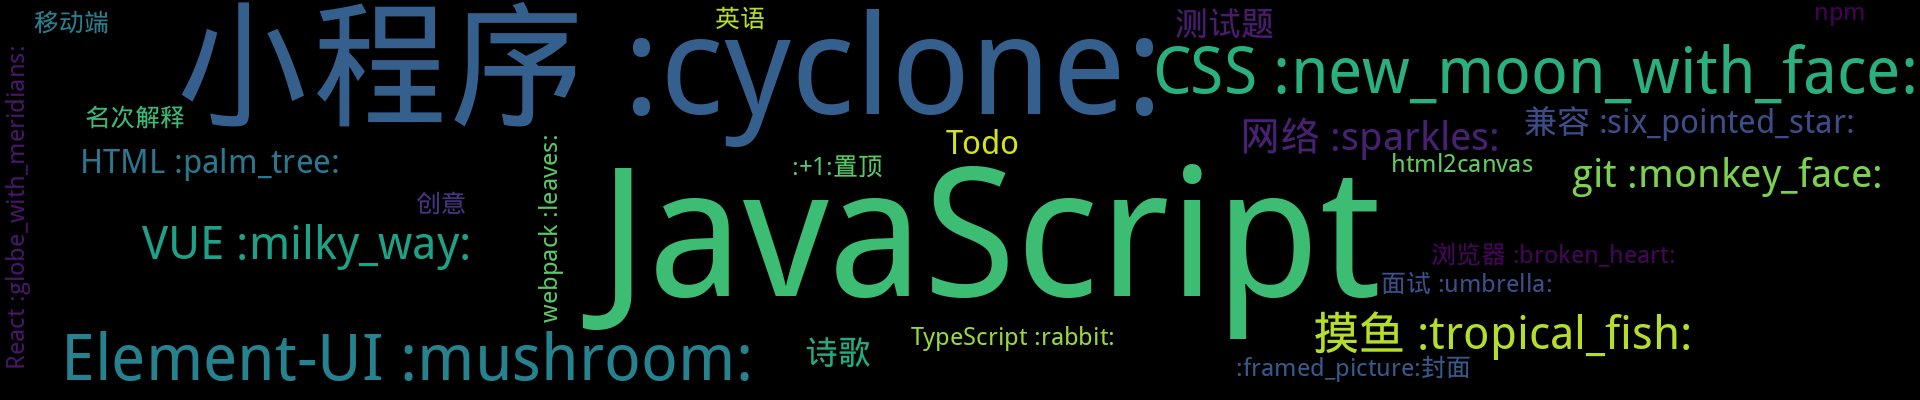 移动端
小程序 :cyclone:
英语
测试题
npm
CSS :new_moon_with_face:
React :globe_with_meridians:
名次解释
HTML :palm_tree:
网络 :sparkles:
兼容 :six_pointed_star:
Todo
:+1:置顶
html2canvas
git :monkey_face:
创意
webpack :leaves:
JavaScript
VUE :milky_way:
浏览器 :broken_heart:
面试 :umbrella:
Element-UI :mushroom:
诗歌
TypeScript :rabbit:
摸鱼 :tropical_fish:
:framed_picture:封面